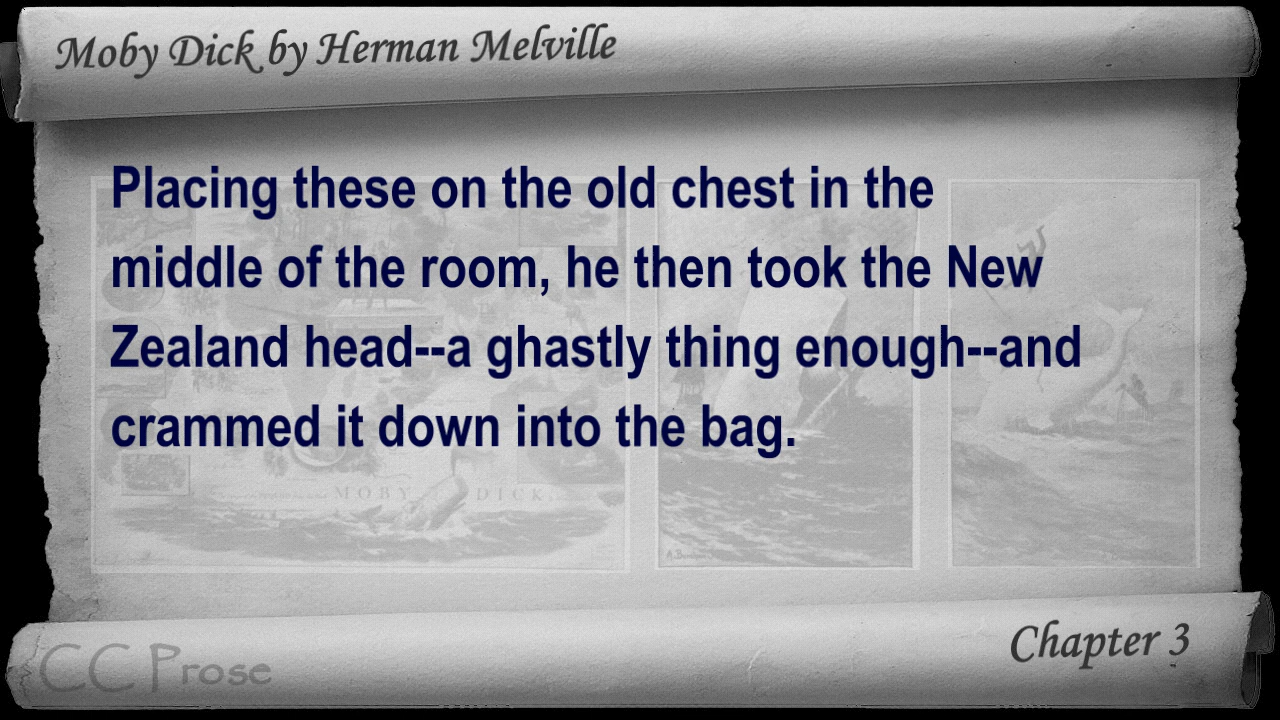 Moby Dick by Herman Melville
Placing these on the old chest in the
middle of the room, he then took the New
Zealand head--a ghastly thing enough--and
crammed it down into the bag.
MOBY DICK
Chapter 3
CC Prose